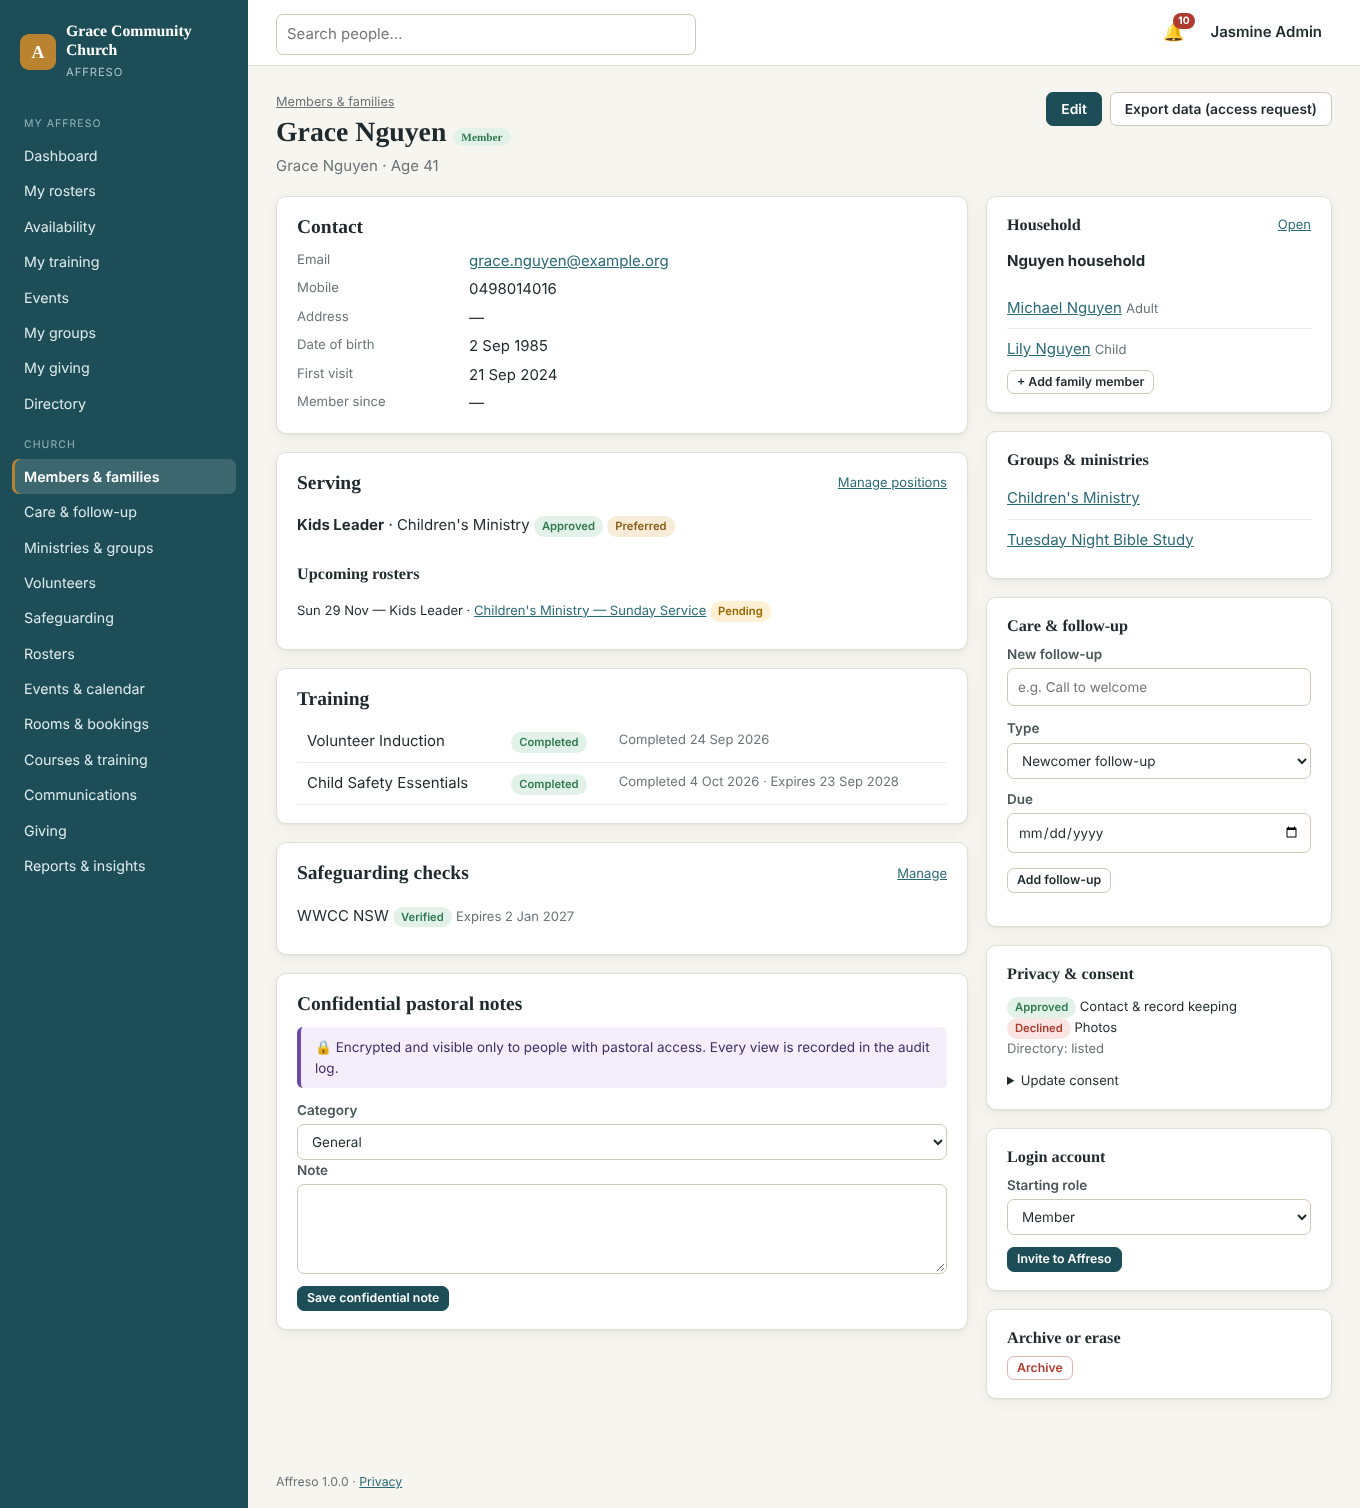 A
Grace Community
Church
AFFRESO
MY AFFRESO
Dashboard
My rosters
Availability
My training
Events
My groups
My giving
Directory
CHURCH
Members & families
Care & follow-up
Ministries & groups
Volunteers
Safeguarding
Rosters
Events & calendar
Rooms & bookings
Courses & training
Communications
Giving
Reports & insights
Search people...
10
Jasmine Admin
Members & families
Grace Nguyen Member
Grace Nguyen · Age 41
Edit
Export data (access request)
Contact
Email grace.nguyen@example.org
Mobile 0498014016
Address —
Date of birth 2 Sep 1985
First visit 21 Sep 2024
Member since —
Serving Manage positions
Kids Leader · Children's Ministry Approved Preferred
Upcoming rosters
Sun 29 Nov — Kids Leader · Children's Ministry — Sunday Service Pending
Training
Volunteer Induction Completed Completed 24 Sep 2026
Child Safety Essentials Completed Completed 4 Oct 2026 · Expires 23 Sep 2028
Safeguarding checks Manage
WWCC NSW Verified Expires 2 Jan 2027
Confidential pastoral notes
🔒 Encrypted and visible only to people with pastoral access. Every view is recorded in the audit
log.
Category
General
Note
Save confidential note
Household Open
Nguyen household
Michael Nguyen Adult
Lily Nguyen Child
+ Add family member
Groups & ministries
Children's Ministry
Tuesday Night Bible Study
Care & follow-up
New follow-up
e.g. Call to welcome
Type
Newcomer follow-up
Due
mm/dd/yyyy
Add follow-up
Privacy & consent
Approved Contact & record keeping
Declined Photos
Directory: listed
▶ Update consent
Login account
Starting role
Member
Invite to Affreso
Archive or erase
Archive
Affreso 1.0.0 · Privacy